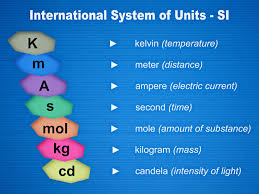 International System of Units - SI
K ► kelvin (temperature)
m ► meter (distance)
A ► ampere (electric current)
s ► second (time)
mol ► mole (amount of substance)
kg ► kilogram (mass)
cd ► candela (intensity of light)